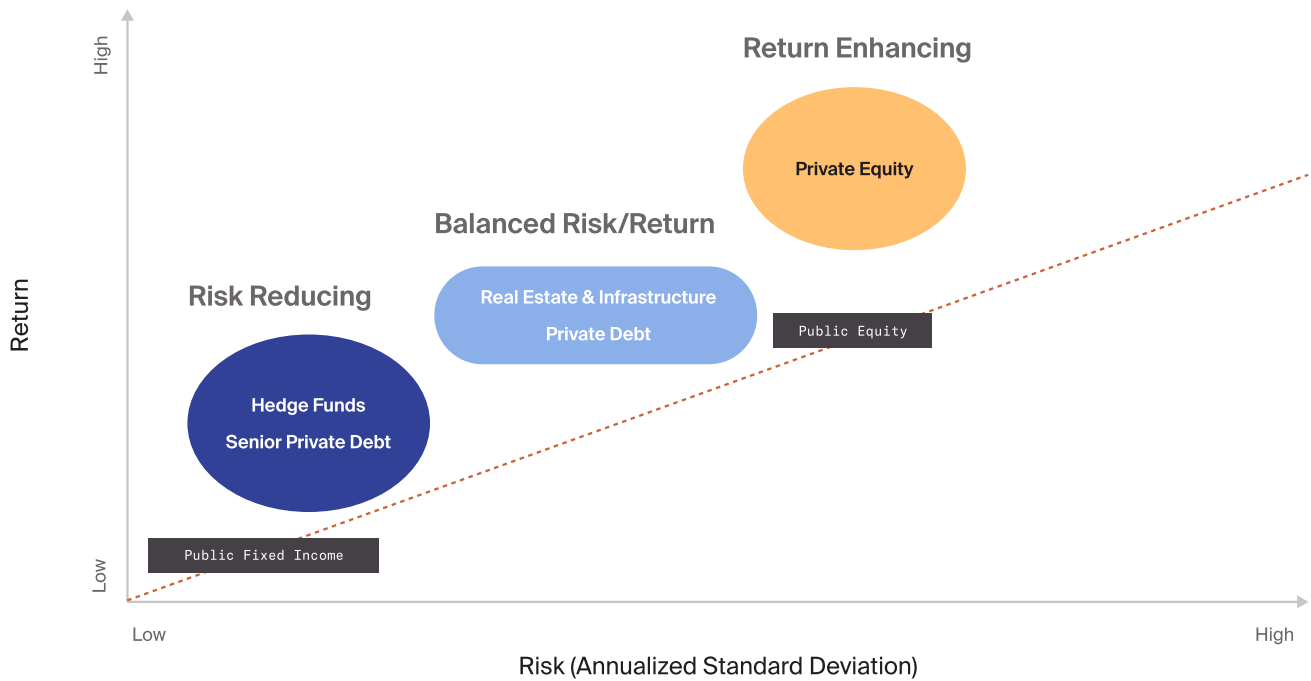 Return Enhancing
High
Private Equity
Balanced Risk/Return
Risk Reducing
Real Estate & Infrastructure
Private Debt
Return
Public Equity
Hedge Funds
Senior Private Debt
Public Fixed Income
Low
Low
High
Risk (Annualized Standard Deviation)